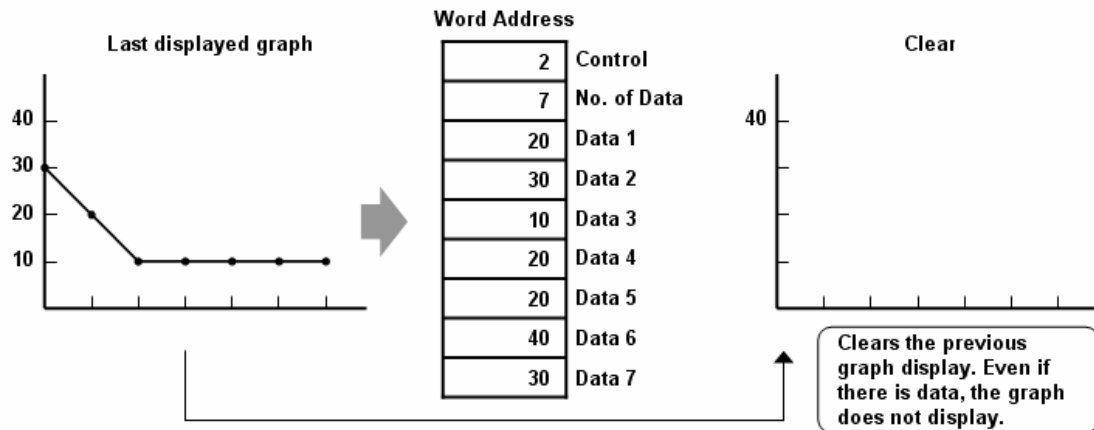 Last displayed graph
40
30
20
10
Word Address
2 Control
7 No. of Data
20 Data 1
30 Data 2
10 Data 3
20 Data 4
20 Data 5
40 Data 6
30 Data 7
Clear
40
Clears the previous
graph display. Even if
there is data, the graph
does not display.